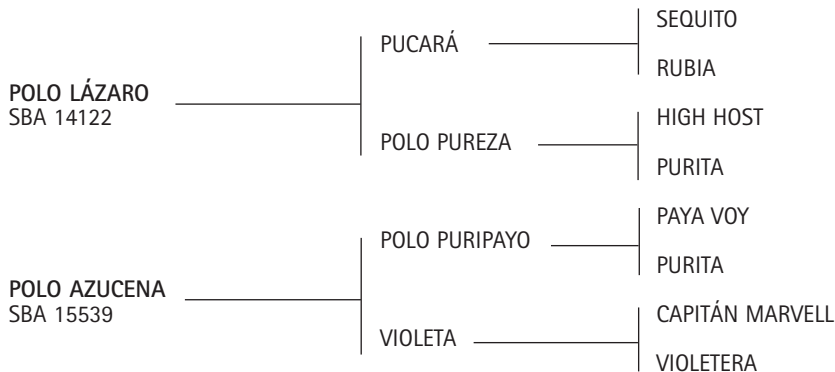 SEQUITO
PUCARÁ
RUBIA
POLO LÁZARO
SBA 14122
HIGH HOST
POLO PUREZA
PURITA
PAYA VOY
POLO PURIPAYO
PURITA
POLO AZUCENA
SBA 15539
CAPITÁN MARVELL
VIOLETA
VIOLETERA